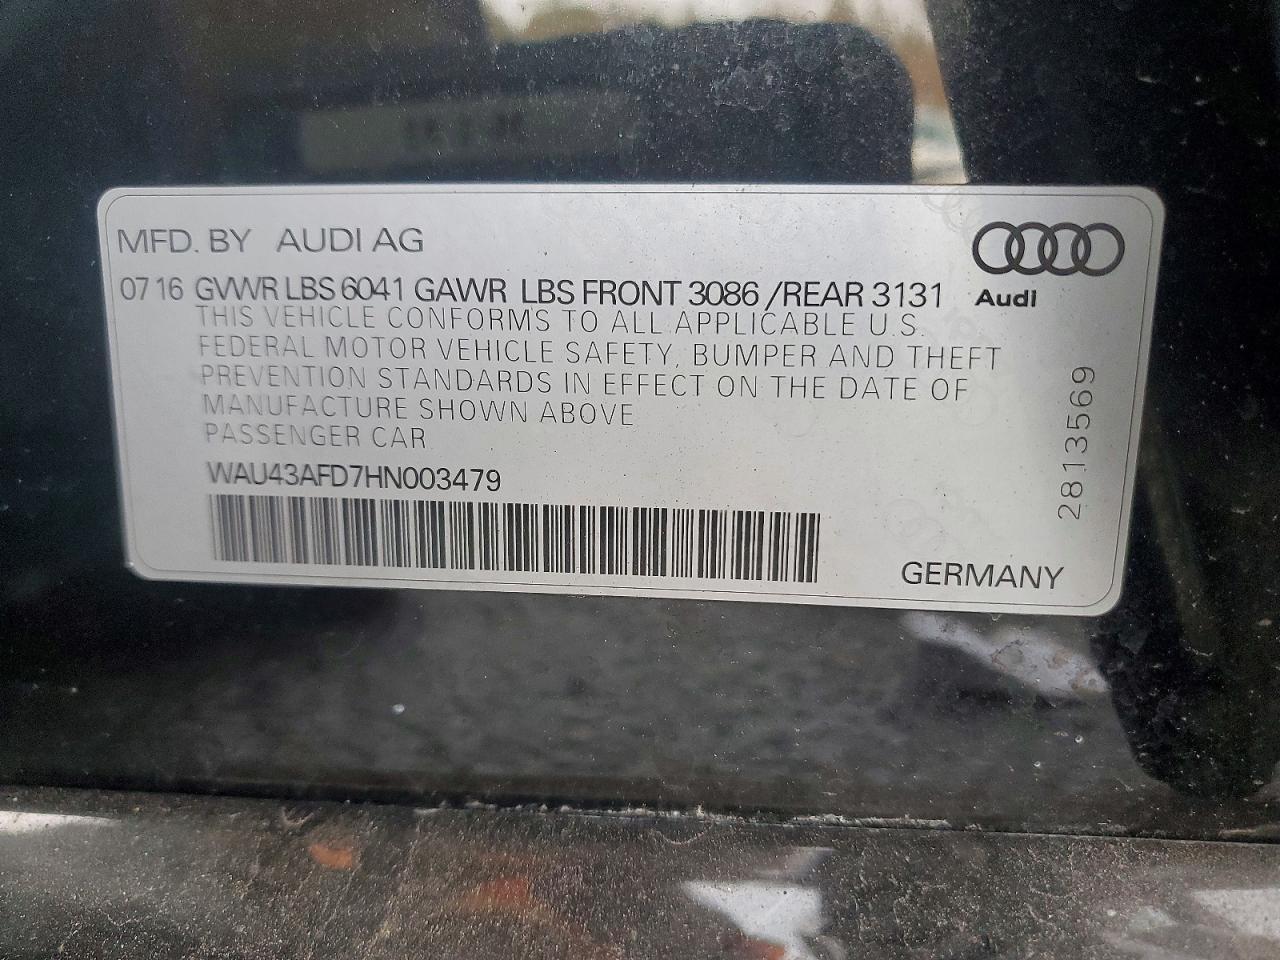 MFD. BY AUDI AG
Audi
07 16 GVWR LBS 6041 GAWR LBS FRONT 3086 /REAR 3131
THIS VEHICLE CONFORMS TO ALL APPLICABLE U.S.
FEDERAL MOTOR VEHICLE SAFETY, BUMPER AND THEFT
PREVENTION STANDARDS IN EFFECT ON THE DATE OF
MANUFACTURE SHOWN ABOVE
PASSENGER CAR
WAU43AFD7HN003479
2813569
GERMANY